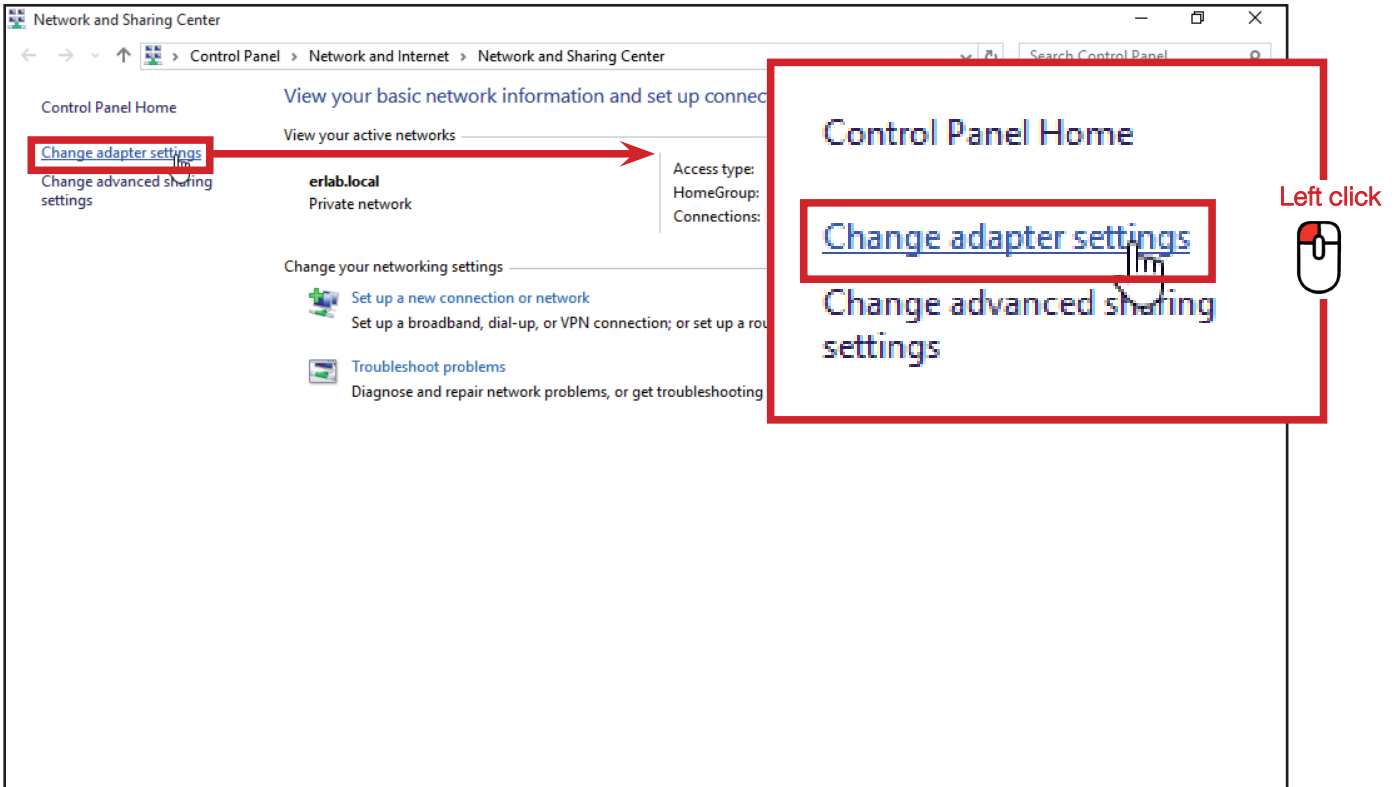 Network and Sharing Center
Control Panel > Network and Internet > Network and Sharing Center
Search Control Panel
Control Panel Home
Change adapter settings
Change advanced sharing
settings
View your basic network information and set up connec
View your active networks
erlab.local
Private network
Access type:
HomeGroup:
Connections:
Change your networking settings
Set up a new connection or network
Set up a broadband, dial-up, or VPN connection; or set up a rou
Troubleshoot problems
Diagnose and repair network problems, or get troubleshooting
Control Panel Home
Change adapter settings
Change advanced sharing
settings
Left click